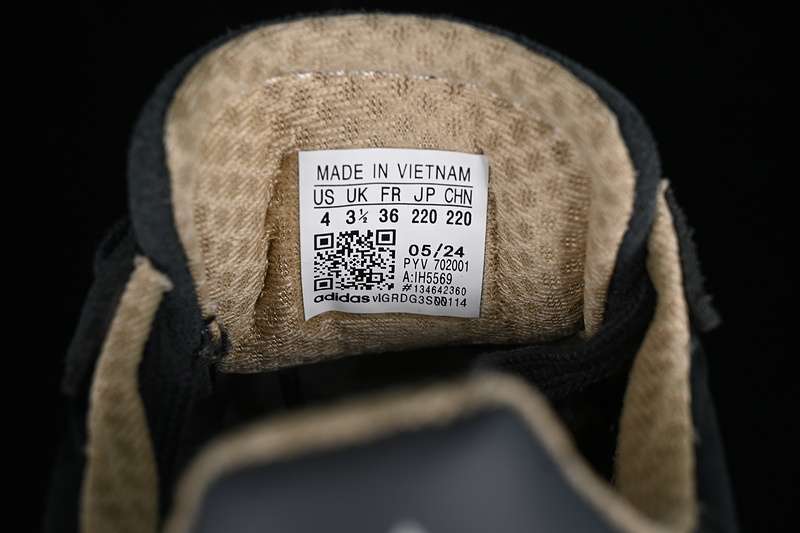 MADE IN VIETNAM
US UK FR JP CHN
4 3½ 36 220 220
05/24
PYV 702001
A:IH5569
#134642360
adidas vIGRDG3S00114